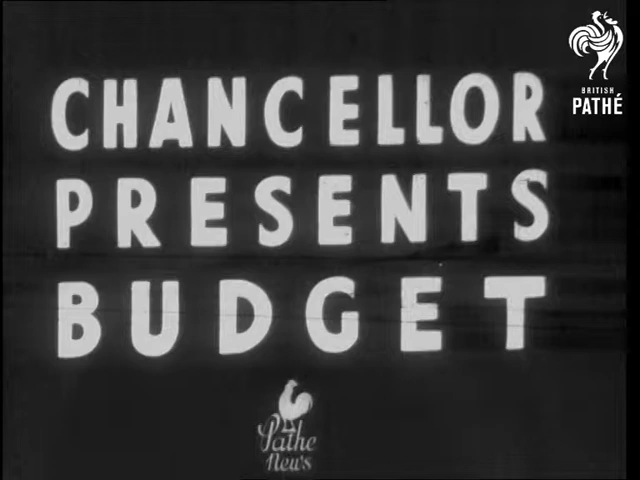 BRITISH
PATHÉ
CHANCELLOR
PRESENTS
BUDGET
Pathe
News